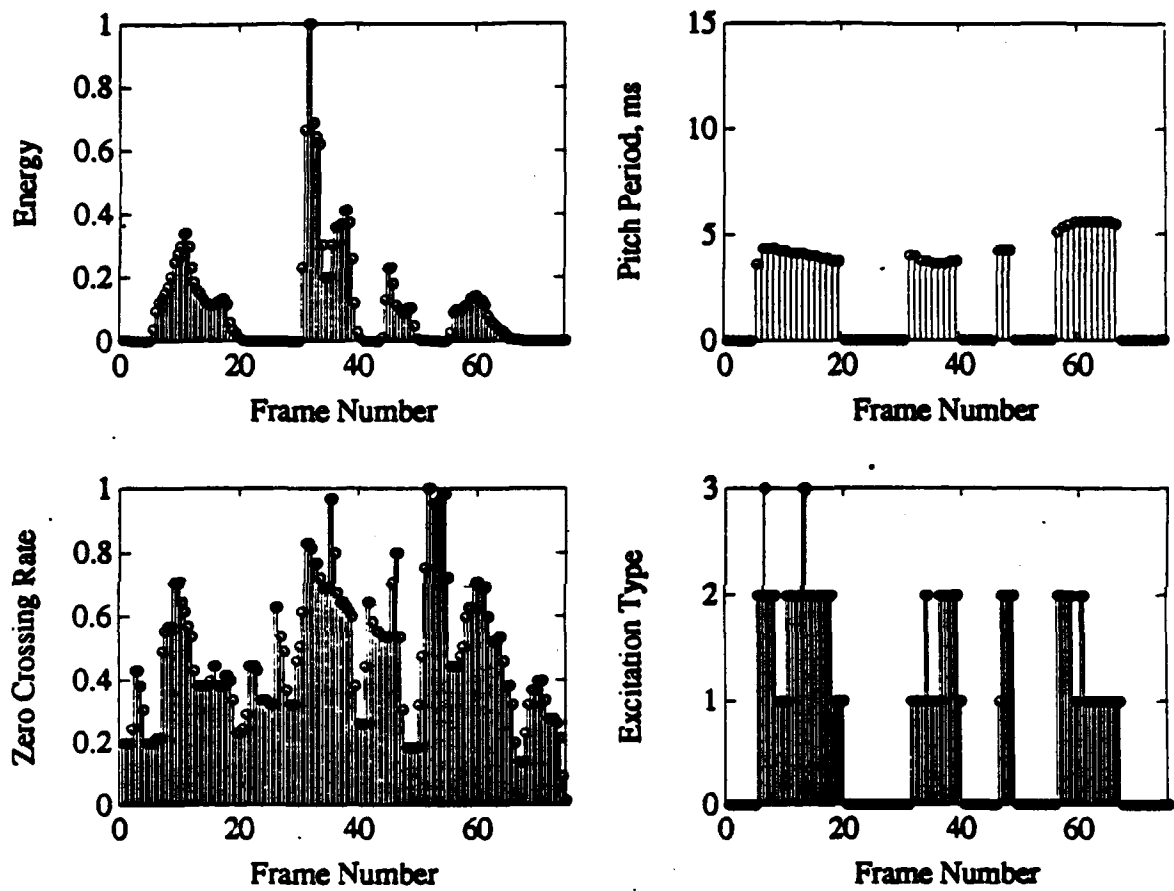 Energy
1
0.8
0.6
0.4
0.2
0
0 20 40 60
Frame Number
Pitch Period, ms
15
10
5
0
0 20 40 60
Frame Number
Zero Crossing Rate
1
0.8
0.6
0.4
0.2
0
0 20 40 60
Frame Number
Excitation Type
3
2
1
0
0 20 40 60
Frame Number